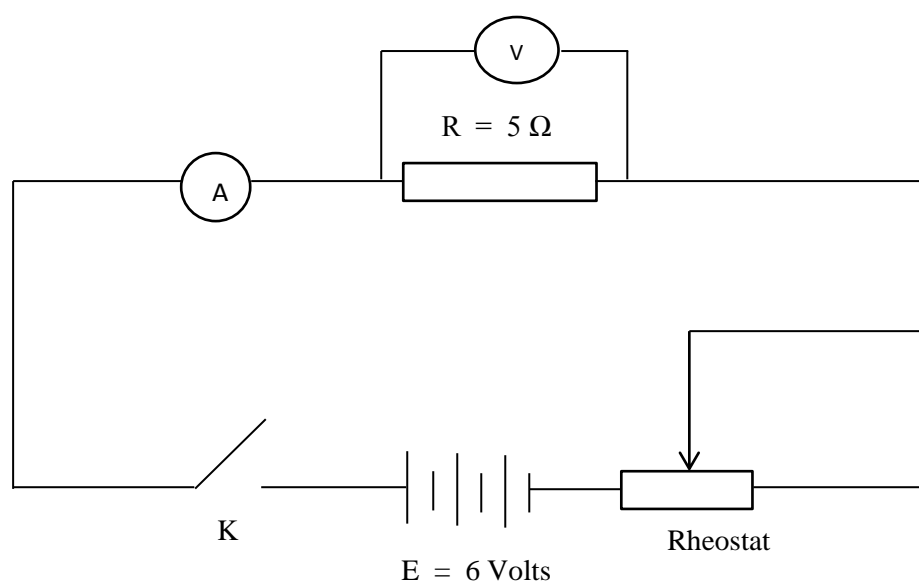 V
R = 5 Ω
A
K
Rheostat
E = 6 Volts